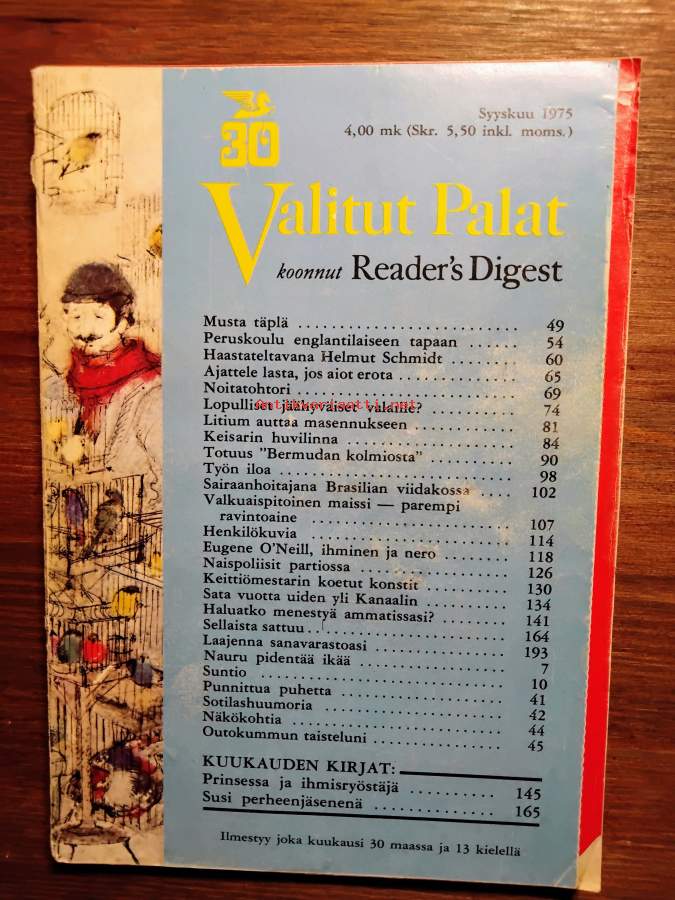 30
Syyskuu 1975
4,00 mk (Skr. 5,50 inkl. moms.)
Valitut Palat
koonnut Reader's Digest
Musta täplä ........................... 49
Peruskoulu englantilaiseen tapaan ...... 54
Haastateltavana Helmut Schmidt ........ 60
Ajattele lasta, jos aiot erota .............. 65
Noitatohtori ........................... 69
Lopulliset jäähyväiset valaille? ........... 74
Antikvariaatti.net
Litium auttaa masennukseen ............ 81
Keisarin huvilinna ..................... 84
Totuus "Bermudan kolmiosta" .......... 90
Työn iloa ............................. 98
Sairaanhoitajana Brasilian viidakossa .... 102
Valkuaispitoinen maissi — parempi
ravintoaine ........................ 107
Henkilökuvia .......................... 114
Eugene O'Neill, ihminen ja nero ........ 118
Naispoliisit partiossa ................... 126
Keittiömestarin koetut konstit ........... 130
Sata vuotta uiden yli Kanaalin .......... 134
Haluatko menestyä ammatissasi? ........ 141
Sellaista sattuu .......................... 164
Laajenna sanavarastoasi ................. 193
Nauru pidentää ikää .................... 7
Suntio ................................ 10
Punnittua puhetta ...................... 41
Sotilashuumoria ........................ 42
Näkökohtia ............................ 44
Outokummun taisteluni ................. 45
KUUKAUDEN KIRJAT:
Prinsessa ja ihmisryöstäjä .......... 145
Susi perheenjäsenenä .............. 165
Ilmestyy joka kuukausi 30 maassa ja 13 kielellä